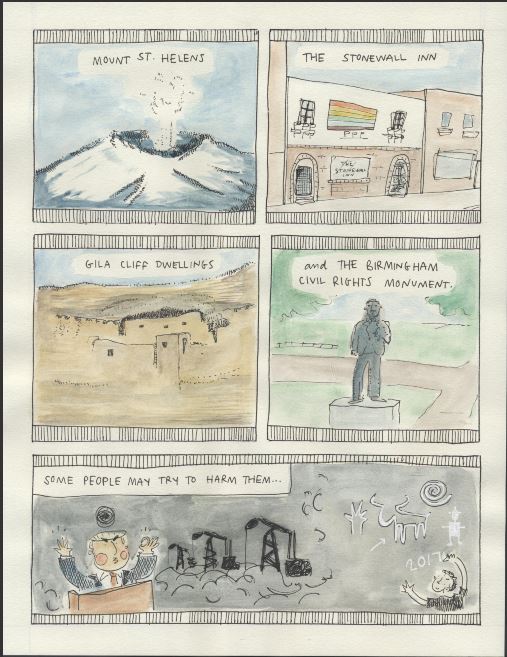 MOUNT ST. HELENS
THE STONEWALL INN
THE
STONEWALL
INN
GILA CLIFF DWELLINGS
and THE BIRMINGHAM
CIVIL RIGHTS MONUMENT.
SOME PEOPLE MAY TRY TO HARM THEM...
2017